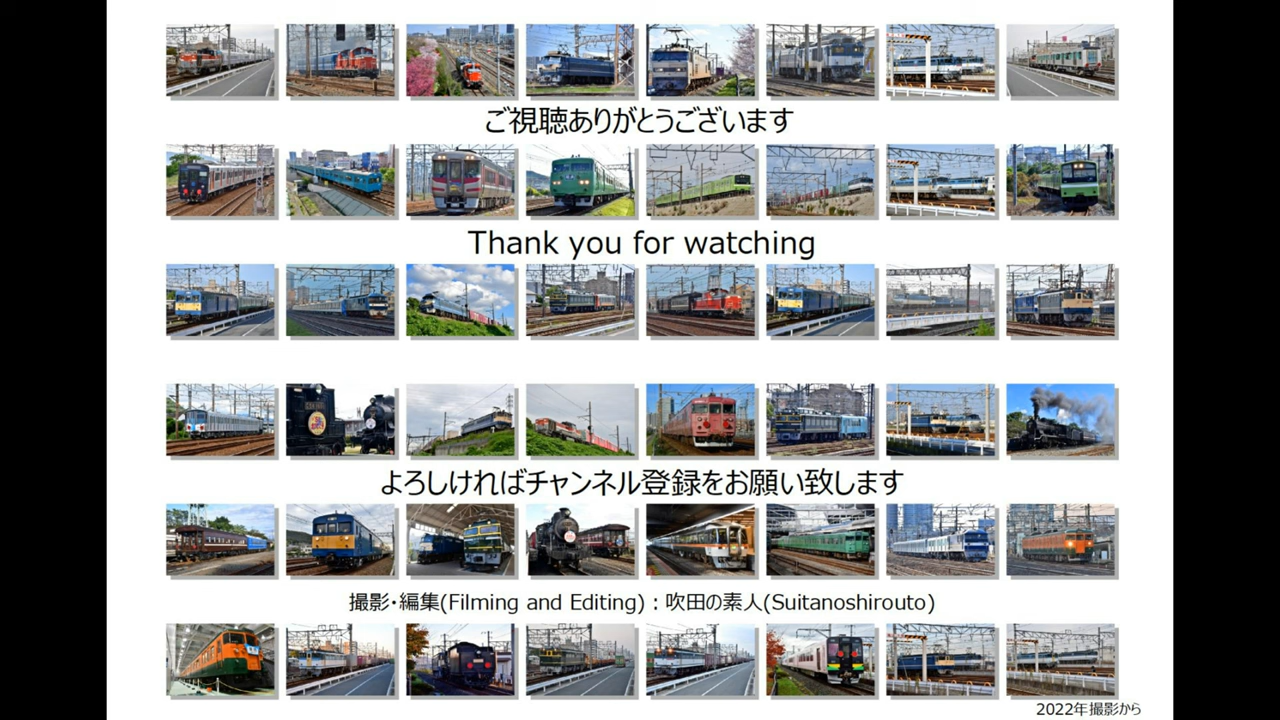 ご視聴ありがとうございます
Thank you for watching
よろしければチャンネル登録をお願い致します
撮影・編集(Filming and Editing)：吹田の素人(Suitanoshirouto)
2022年撮影から